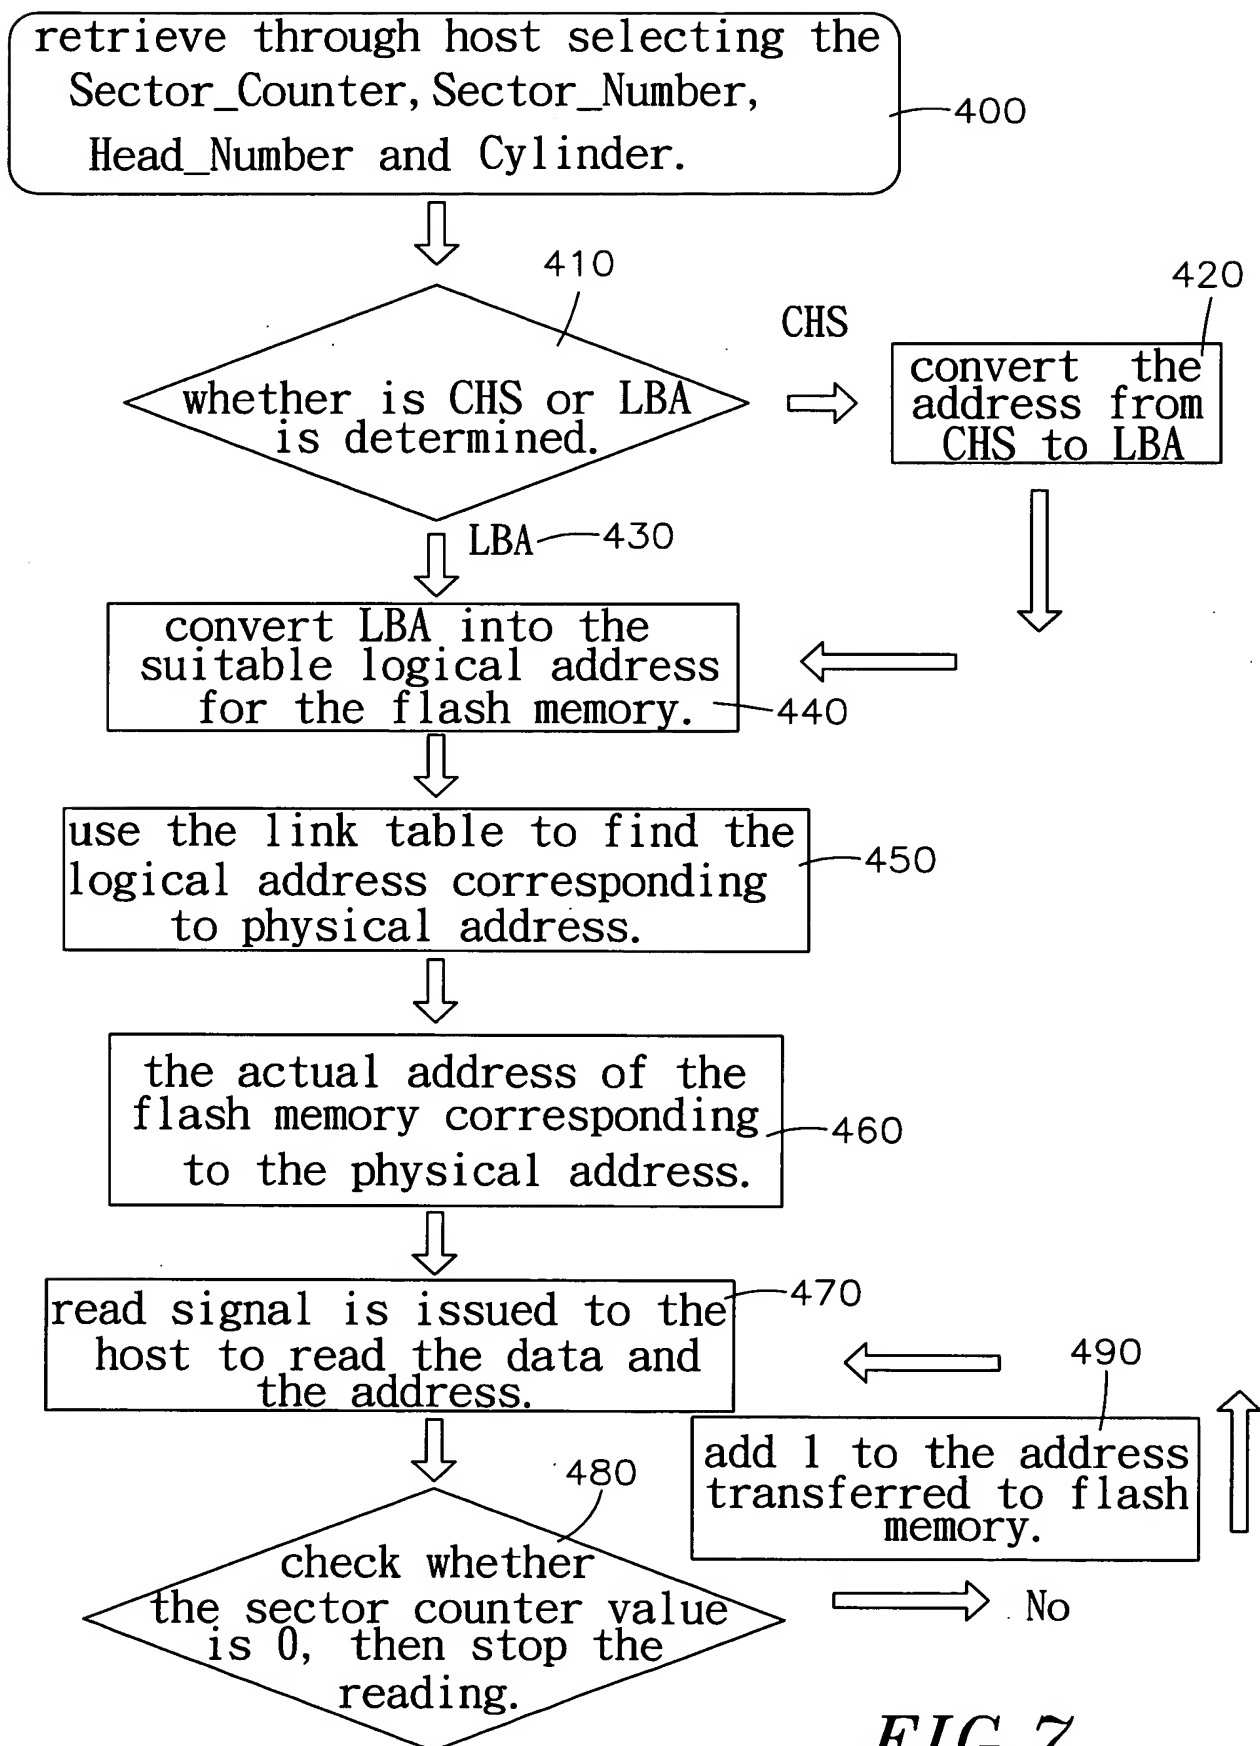 retrieve through host selecting the
Sector_Counter, Sector_Number,
Head_Number and Cylinder.
400
410
420
CHS
whether is CHS or LBA
is determined.
convert the
address from
CHS to LBA
LBA
430
convert LBA into the
suitable logical address
for the flash memory.
440
use the link table to find the
logical address corresponding
to physical address.
450
the actual address of the
flash memory corresponding
to the physical address.
460
read signal is issued to the
host to read the data and
the address.
470
490
add 1 to the address
transferred to flash
memory.
480
check whether
the sector counter value
is 0, then stop the
reading.
No
FIG.7